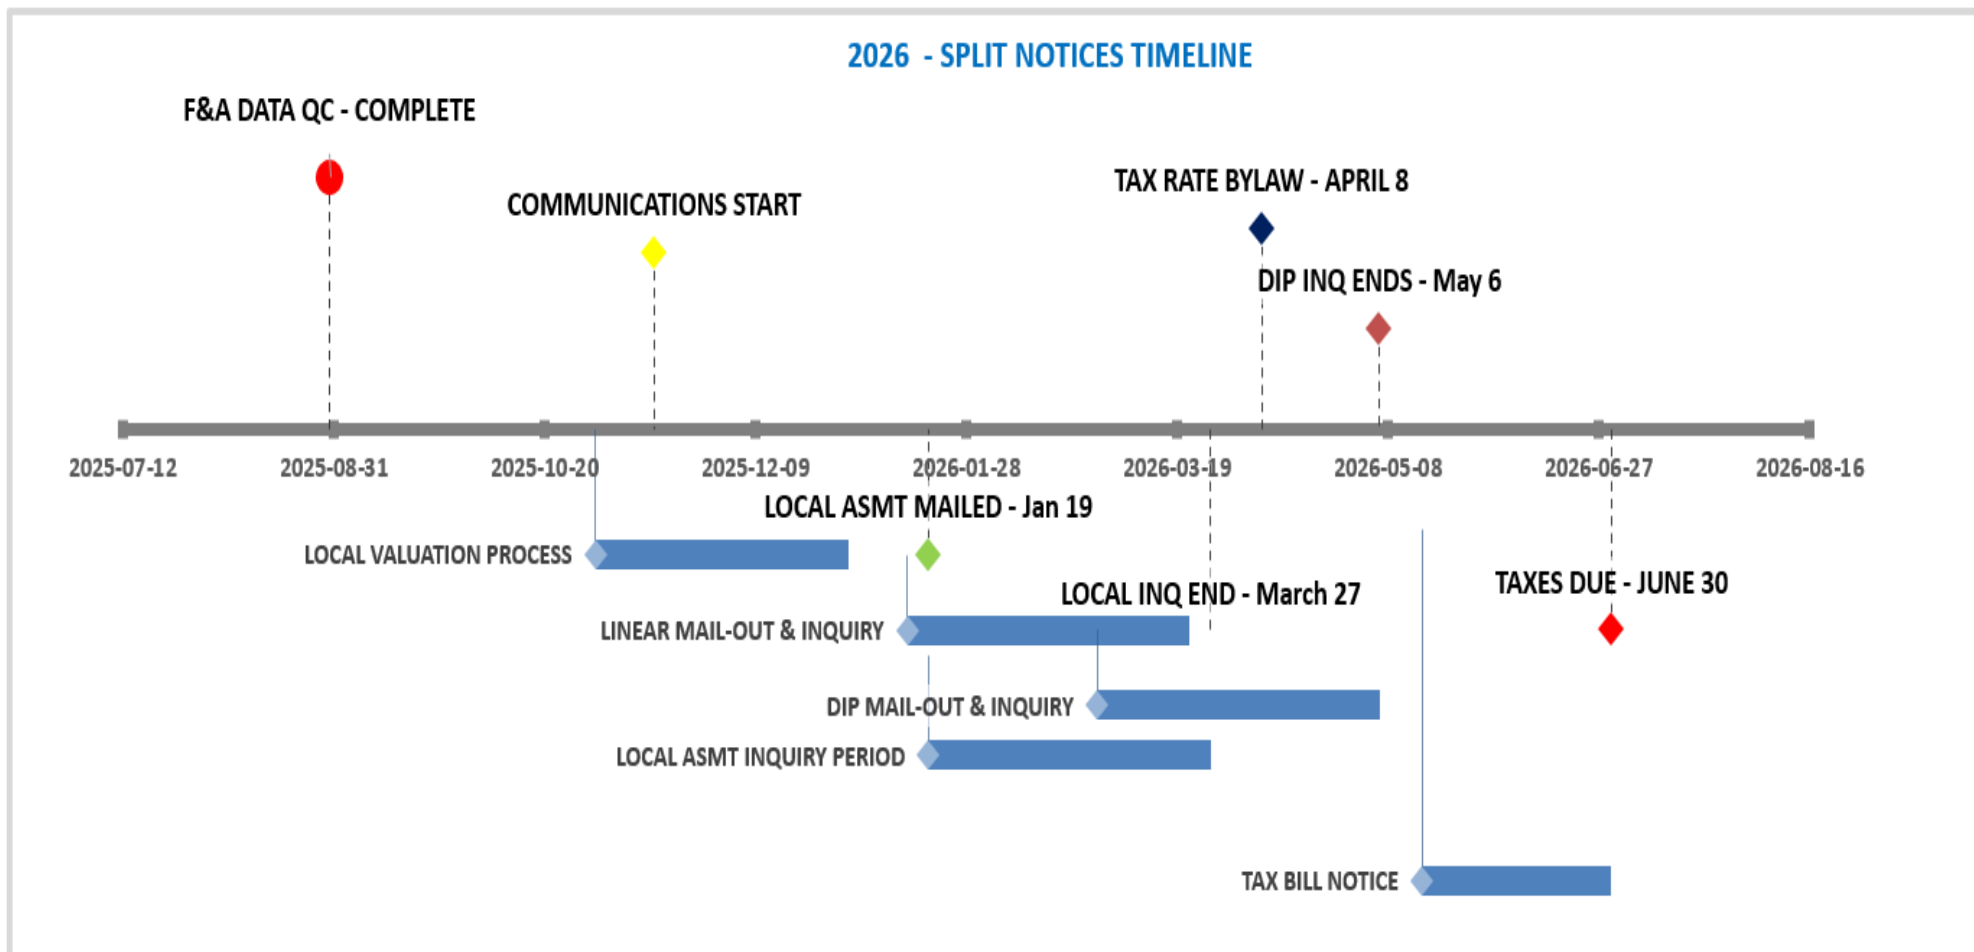 2026  - SPLIT NOTICES TIMELINE
F&A DATA QC - COMPLETE
COMMUNICATIONS START
TAX RATE BYLAW - APRIL 8
DIP INQ ENDS - May 6
2025-07-12
2025-08-31
2025-10-20
2025-12-09
2026-01-28
2026-03-19
2026-05-08
2026-06-27
2026-08-16
LOCAL ASMT MAILED - Jan 19
LOCAL VALUATION PROCESS
LOCAL INQ END - March 27
TAXES DUE - JUNE 30
LINEAR MAIL-OUT & INQUIRY
DIP MAIL-OUT & INQUIRY
LOCAL ASMT INQUIRY PERIOD
TAX BILL NOTICE